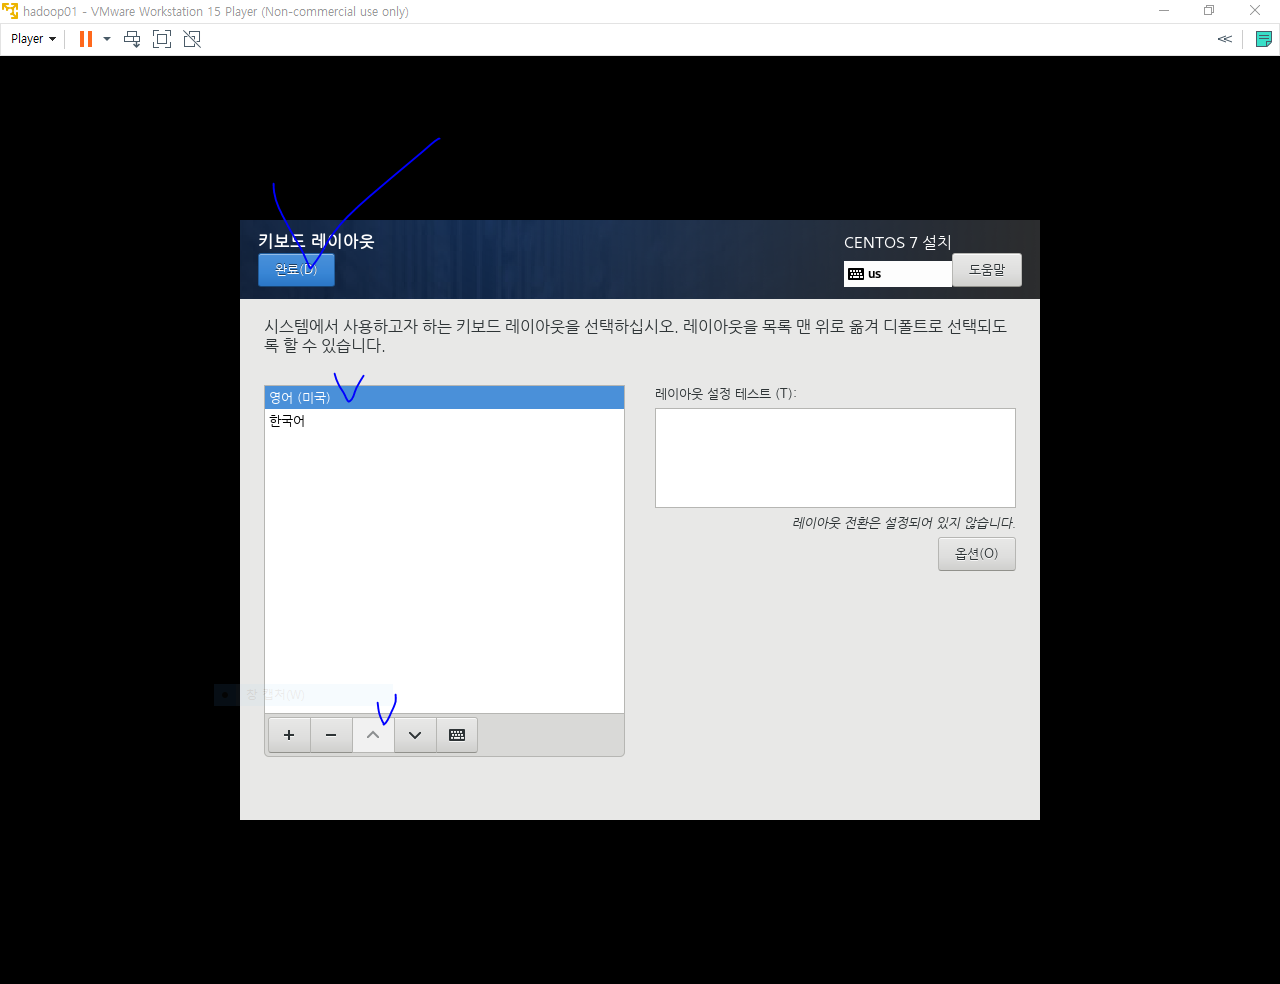 hadoop01 - VMware Workstation 15 Player (Non-commercial use only)
Player
키보드 레이아웃
CENTOS 7 설치
완료(D)
us
도움말
시스템에서 사용하고자 하는 키보드 레이아웃을 선택하십시오. 레이아웃을 목록 맨 위로 옮겨 디폴트로 선택되도
록 할 수 있습니다.
영어 (미국)
한국어
레이아웃 설정 테스트 (T):
레이아웃 전환은 설정되어 있지 않습니다.
옵션(O)
창 캡처(W)